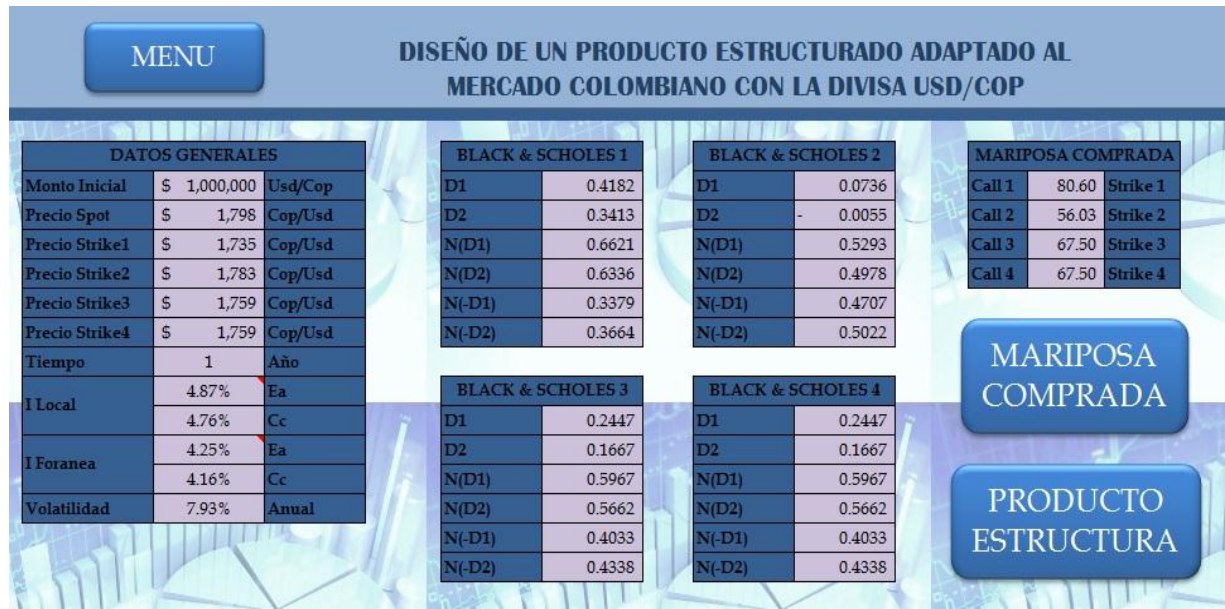 MENU
DISEÑO DE UN PRODUCTO ESTRUCTURADO ADAPTADO AL
MERCADO COLOMBIANO CON LA DIVISA USD/COP
DATOS GENERALES
Monto Inicial $ 1,000,000 Usd/Cop
Precio Spot $ 1,798 Cop/Usd
Precio Strike1 $ 1,735 Cop/Usd
Precio Strike2 $ 1,783 Cop/Usd
Precio Strike3 $ 1,759 Cop/Usd
Precio Strike4 $ 1,759 Cop/Usd
Tiempo 1 Año
I Local 4.87% Ea
4.76% Cc
I Foranea 4.25% Ea
4.16% Cc
Volatilidad 7.93% Anual
BLACK & SCHOLES 1
D1 0.4182
D2 0.3413
N(D1) 0.6621
N(D2) 0.6336
N(-D1) 0.3379
N(-D2) 0.3664
BLACK & SCHOLES 2
D1 0.0736
D2 - 0.0055
N(D1) 0.5293
N(D2) 0.4978
N(-D1) 0.4707
N(-D2) 0.5022
BLACK & SCHOLES 3
D1 0.2447
D2 0.1667
N(D1) 0.5967
N(D2) 0.5662
N(-D1) 0.4033
N(-D2) 0.4338
BLACK & SCHOLES 4
D1 0.2447
D2 0.1667
N(D1) 0.5967
N(D2) 0.5662
N(-D1) 0.4033
N(-D2) 0.4338
MARIPOSA COMPRADA
Call 1 80.60 Strike 1
Call 2 56.03 Strike 2
Call 3 67.50 Strike 3
Call 4 67.50 Strike 4
MARIPOSA
COMPRADA
PRODUCTO
ESTRUCTURA